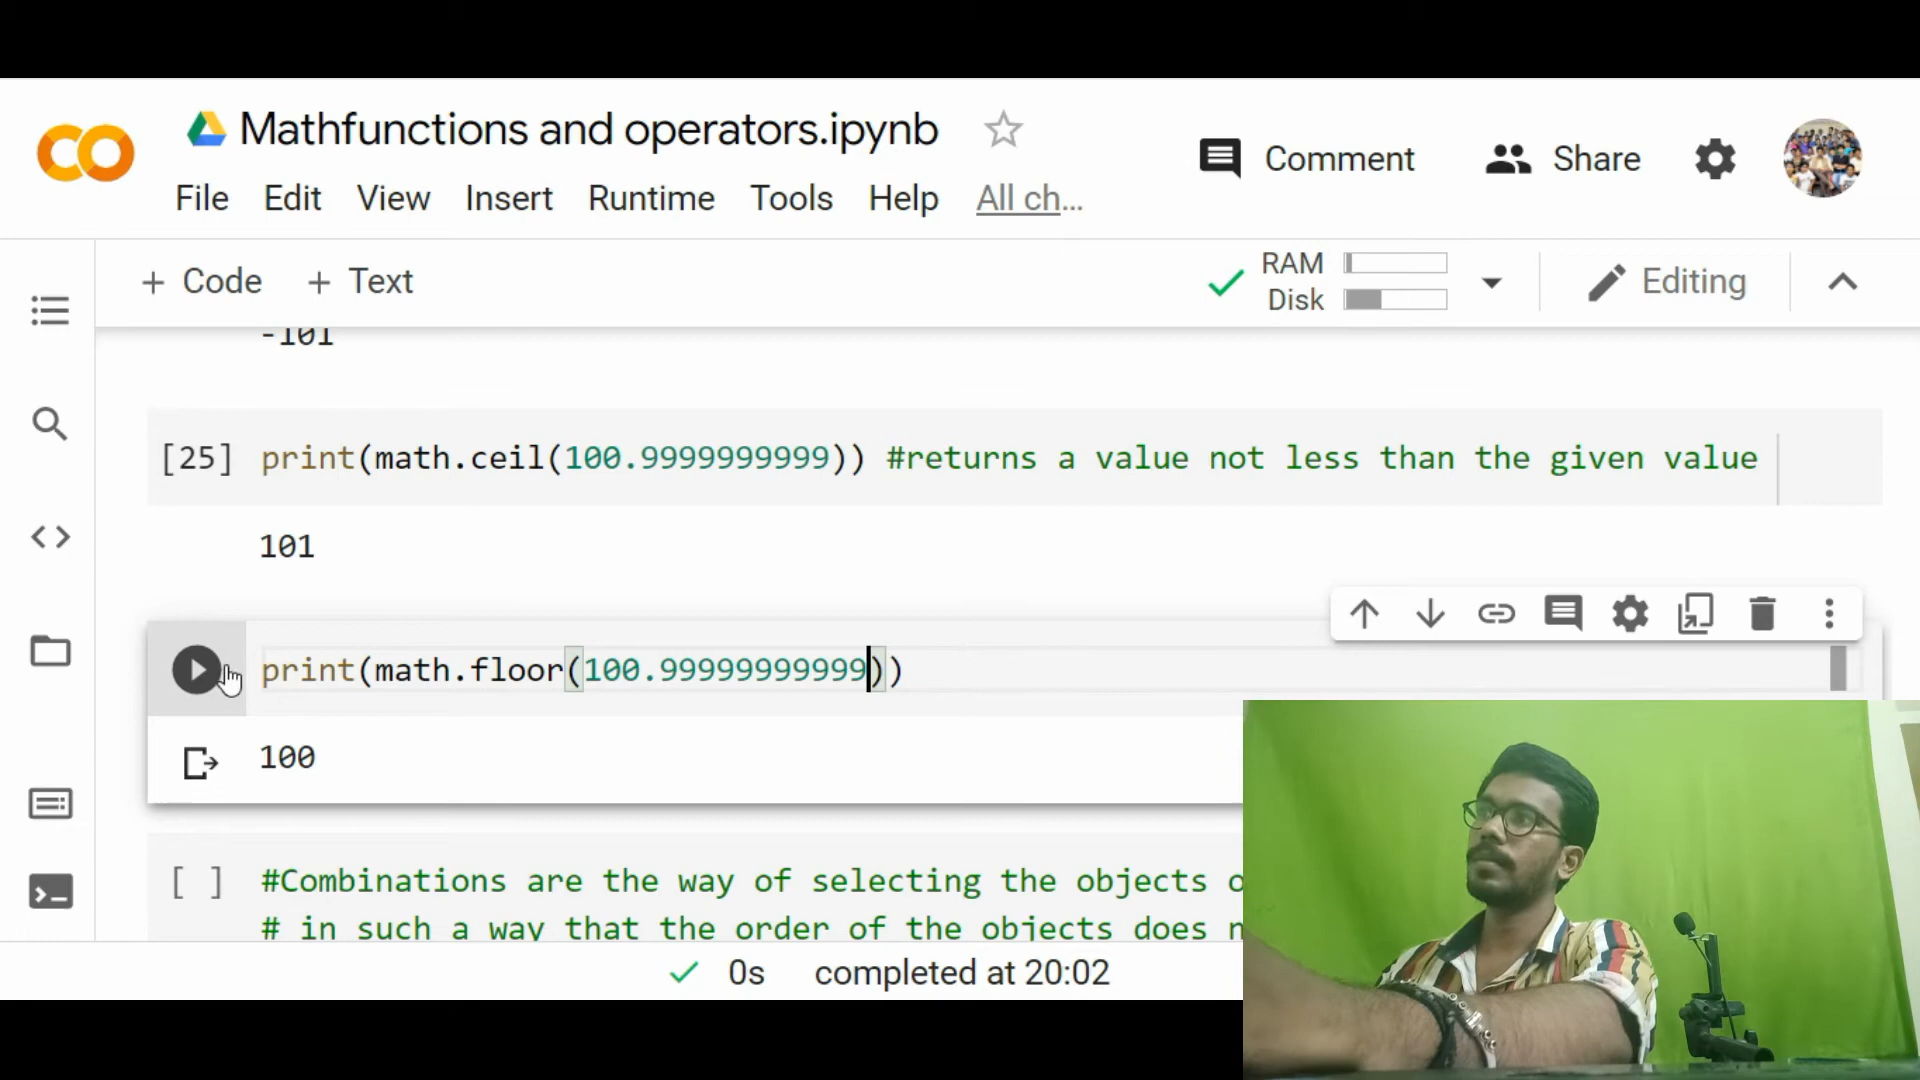 Mathfunctions and operators.ipynb
Comment
Share
File Edit View Insert Runtime Tools Help All ch...
+ Code + Text
RAM
Disk
Editing
-101
[25] print(math.ceil(100.9999999999)) #returns a value not less than the given value
101
print(math.floor(100.99999999999))
100
[ ] #Combinations are the way of selecting the objects
# in such a way that the order of the objects does
0s completed at 20:02